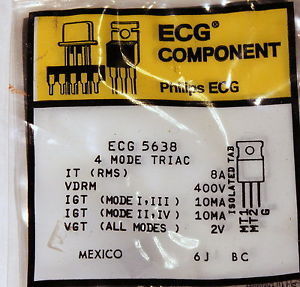 ECG®
COMPONENT
Philips ECG
ECG 5638
4 MODE TRIAC
IT (RMS) 8A
VDRM 400V
IGT (MODE I,III) 10MA
IGT (MODE II,IV) 10MA
VGT (ALL MODES) 2V
ISOLATED TAB
MT1
MT2
G
MEXICO 6J BC